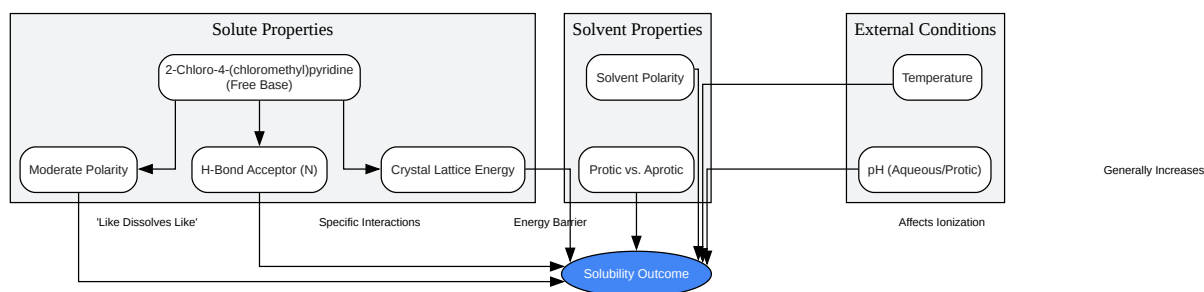 Solute Properties
Solvent Properties
External Conditions
2-Chloro-4-(chloromethyl)pyridine
(Free Base)
Solvent Polarity
Temperature
Moderate Polarity
H-Bond Acceptor (N)
Crystal Lattice Energy
Protic vs. Aprotic
pH (Aqueous/Protic)
Generally Increases
'Like Dissolves Like'
Specific Interactions
Energy Barrier
Affects Ionization
Solubility Outcome